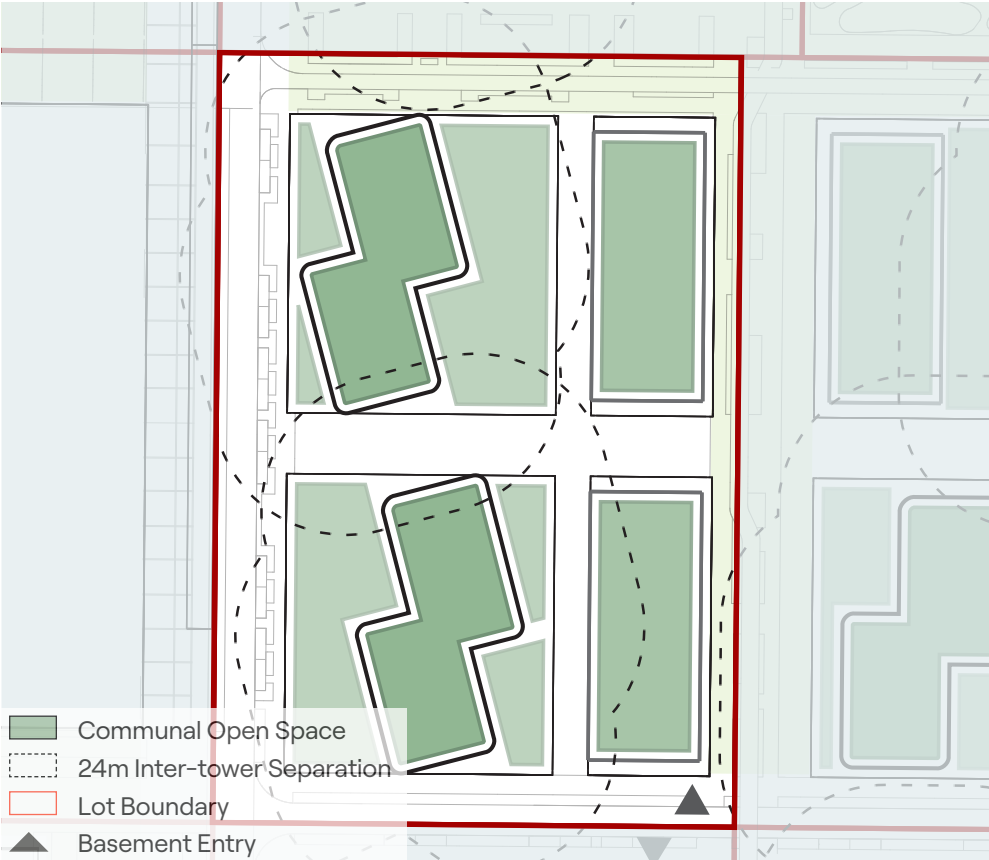 Communal Open Space
24m Inter-tower Separation
Lot Boundary
Basement Entry